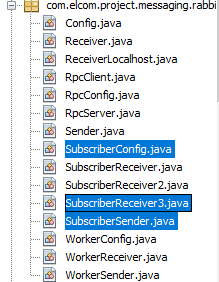 com.elcom.project.messaging.rabbi
Config.java
Receiver.java
ReceiverLocalhost.java
RpcClient.java
RpcConfig.java
RpcServer.java
Sender.java
SubscriberConfig.java
SubscriberReceiver.java
SubscriberReceiver2.java
SubscriberReceiver3.java
SubscriberSender.java
WorkerConfig.java
WorkerReceiver.java
WorkerSender.java